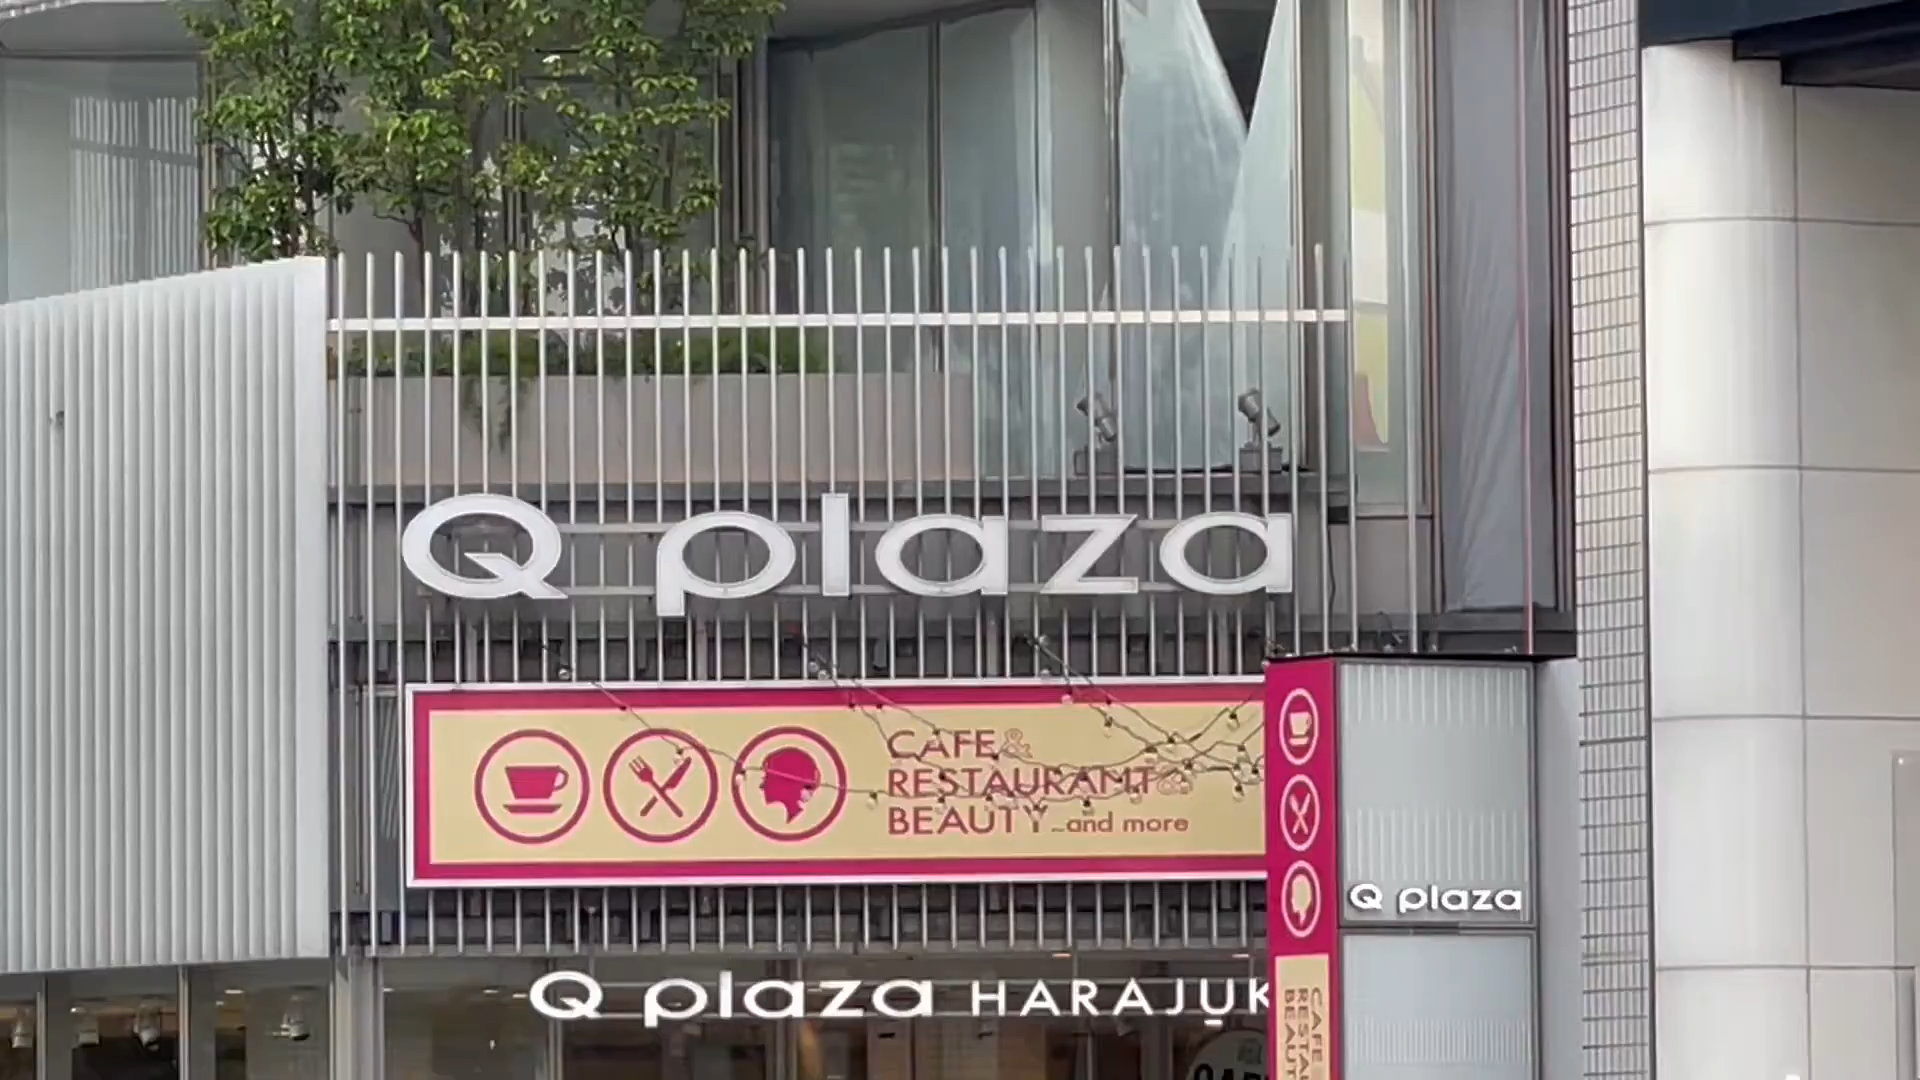 Q plaza
CAFE&
RESTAURANT&
BEAUTY...and more
Q plaza
Q plaza HARAJUK
CAFE
RESTA
BEAUT